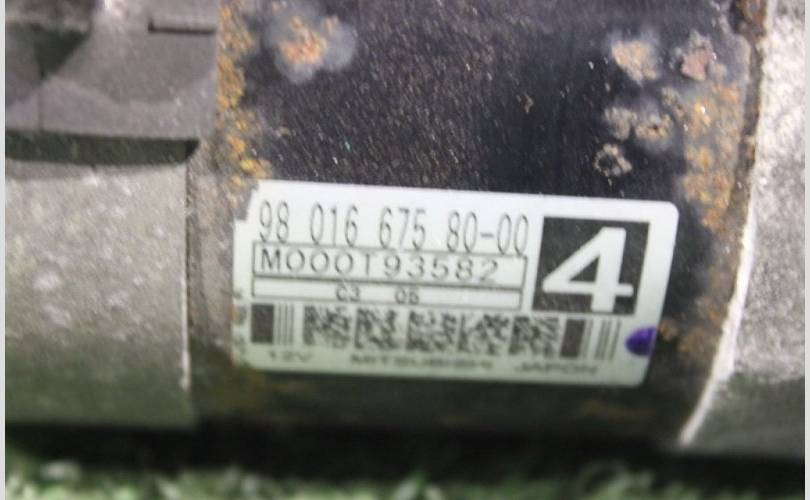 98 016 675 80-00
4
M000T93582
C3 05
12V MITSUBISHI JAPAN